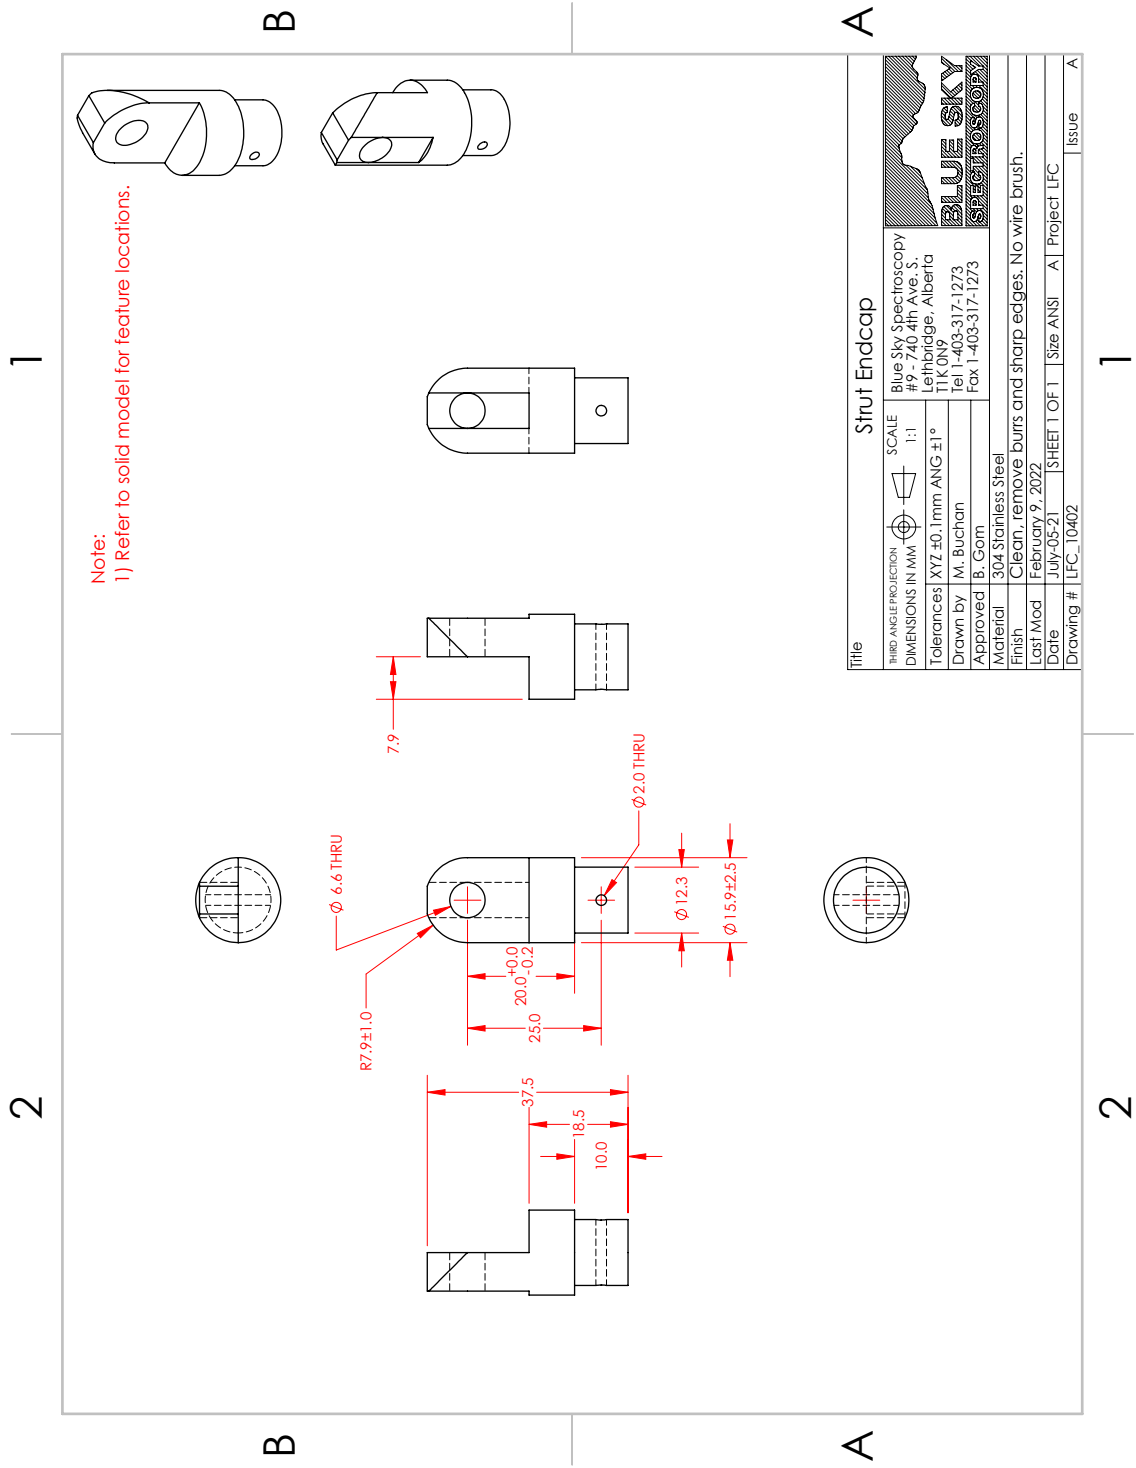 2
1
B
B
A
A
2
1
Note:
1) Refer to solid model for feature locations.
R7.9±1.0
Ø 6.6 THRU
7.9
37.5
18.5
10.0
25.0
20.0 +0.0 -0.2
Ø2.0 THRU
Ø12.3
Ø15.9±2.5
Title
Strut Endcap
THIRD ANGLE PROJECTION
DIMENSIONS IN MM
SCALE
1:1
Tolerances XYZ ±0.1mm ANG ±1°
Drawn by M. Buchan
Approved B. Gom
Blue Sky Spectroscopy
#9 - 740 4th Ave. S.
Lethbridge, Alberta
T1K 0N9
Tel 1-403-317-1273
Fax 1-403-317-1273
BLUE SKY
SPECTROSCOPY
Material 304 Stainless Steel
Finish Clean, remove burrs and sharp edges. No wire brush.
Last Mod February 9, 2022
Date July-05-21 SHEET 1 OF 1 Size ANSI A Project LFC
Drawing # LFC_10402 Issue A